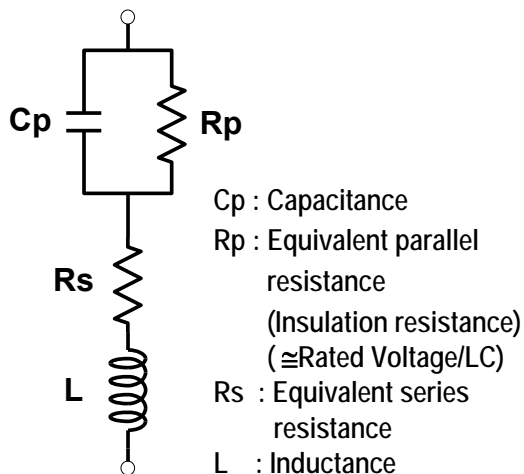 Cp
Rp
Cp : Capacitance
Rp : Equivalent parallel
resistance
(Insulation resistance)
( ≅Rated Voltage/LC)
Rs
Rs : Equivalent series
resistance
L
L : Inductance